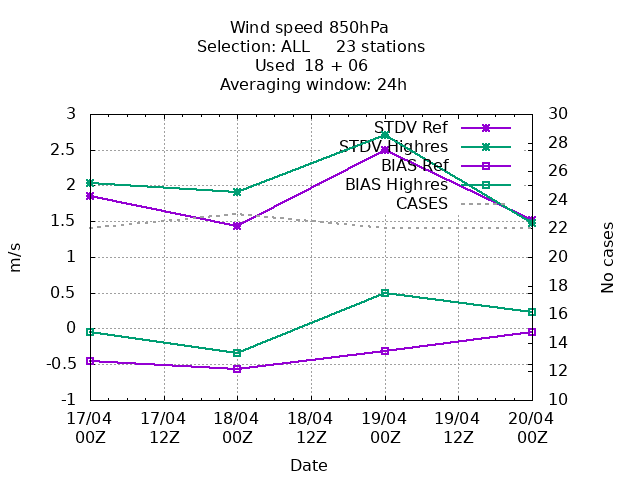 Wind speed 850hPa
Selection: ALL     23 stations
Used  18 + 06
Averaging window: 24h
3
2.5
2
1.5
1
0.5
0
-0.5
-1
m/s
30
28
26
24
22
20
18
16
14
12
10
No cases
STDV Ref
STDV Highres
BIAS Ref
BIAS Highres
CASES
17/04 17/04 18/04 18/04 19/04 19/04 20/04
00Z 12Z 00Z 12Z 00Z 12Z 00Z
Date